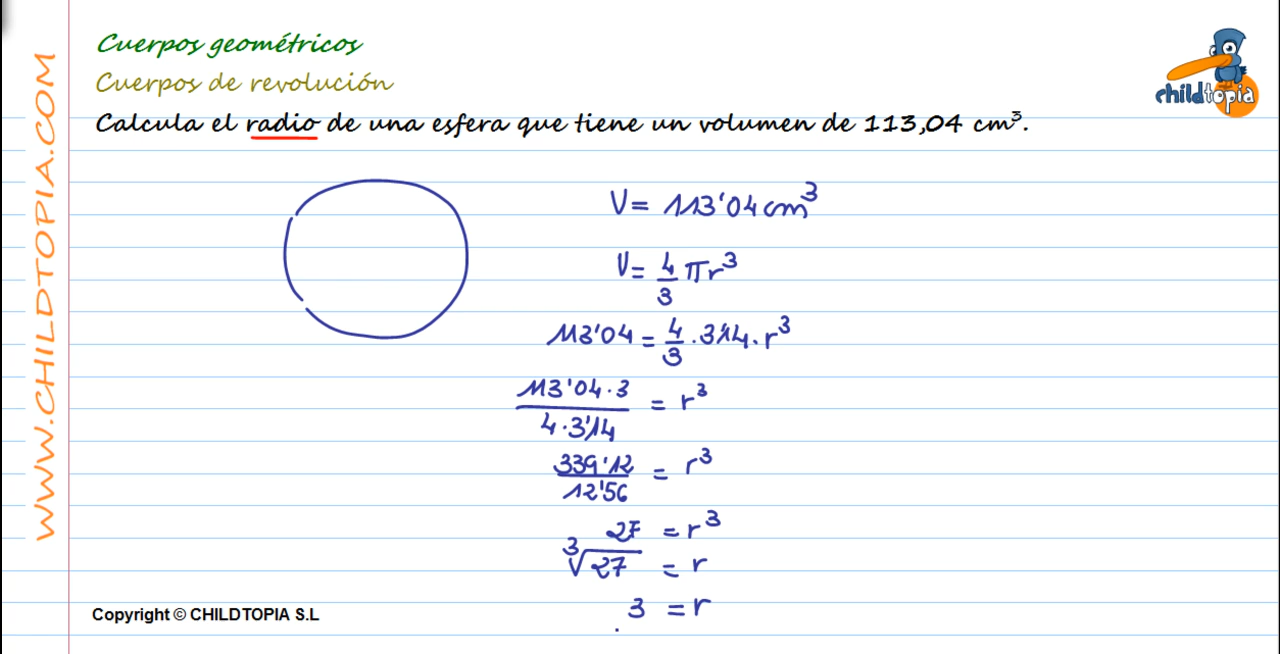 WWW.CHILDTOPIA.COM
Cuerpos geométricos
Cuerpos de revolución
childtopia
Calcula el radio de una esfera que tiene un volumen de 113,04 cm³.
V = 113'04 cm³
V = 4/3 πr³
113'04 = 4/3 · 3'14 · r³
113'04 · 3 / 4 · 3'14 = r³
339'12 / 12'56 = r³
27 = r³
∛27 = r
3 = r
Copyright © CHILDTOPIA S.L